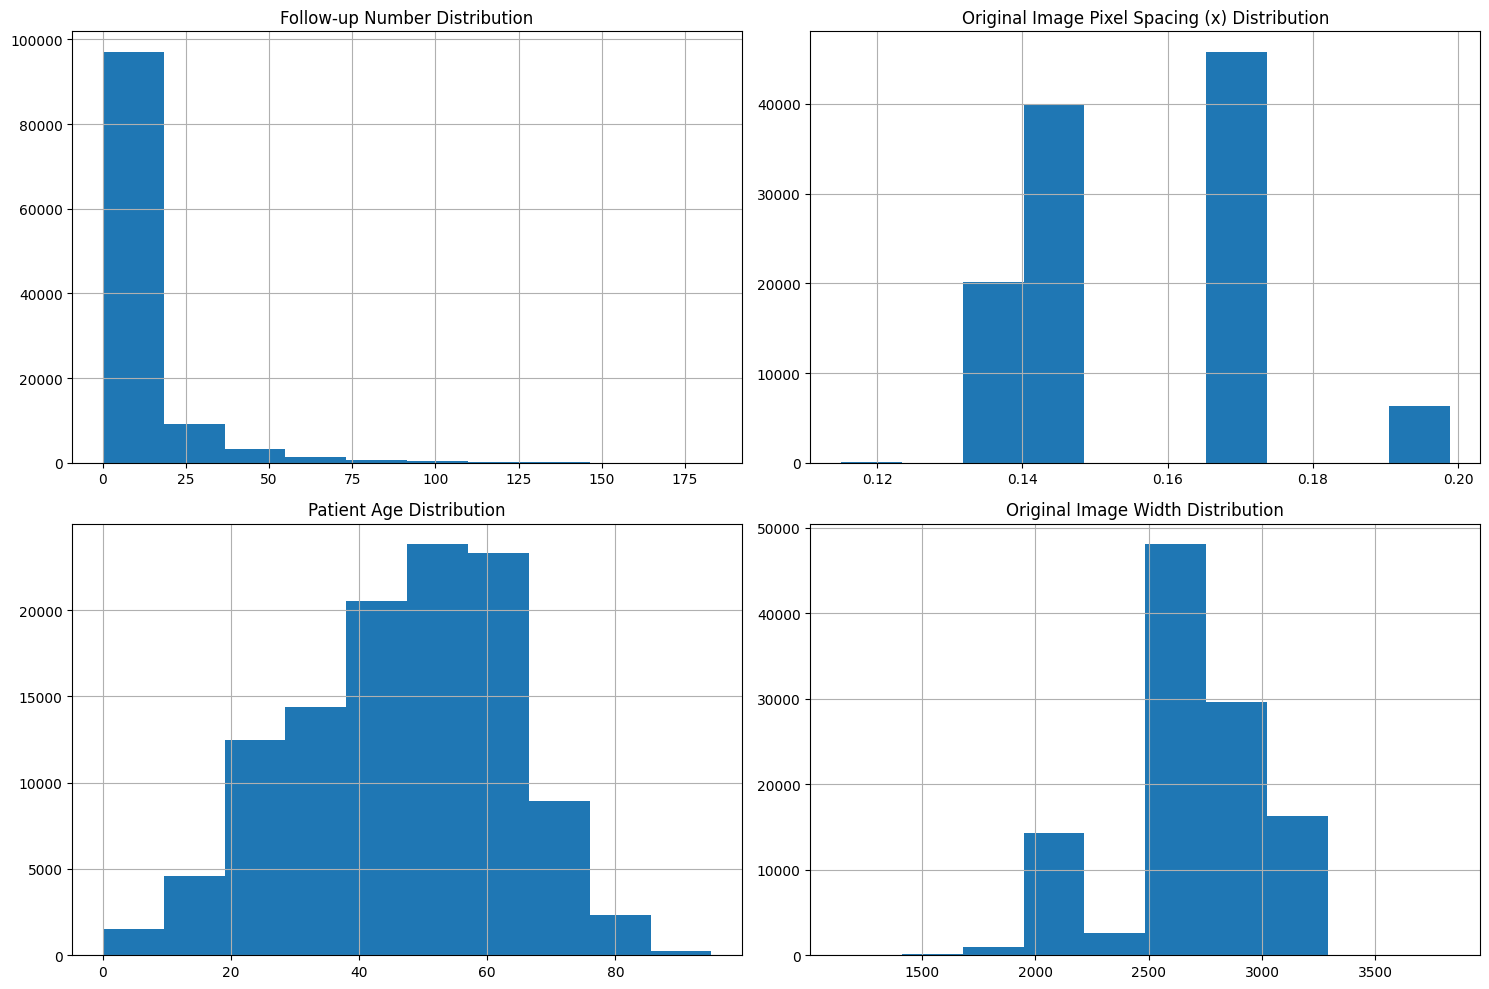 Follow-up Number Distribution
100000
80000
60000
40000
20000
0
0 25 50 75 100 125 150 175
Original Image Pixel Spacing (x) Distribution
40000
30000
20000
10000
0
0.12 0.14 0.16 0.18 0.20
Patient Age Distribution
20000
15000
10000
5000
0
0 20 40 60 80
Original Image Width Distribution
50000
40000
30000
20000
10000
0
1500 2000 2500 3000 3500